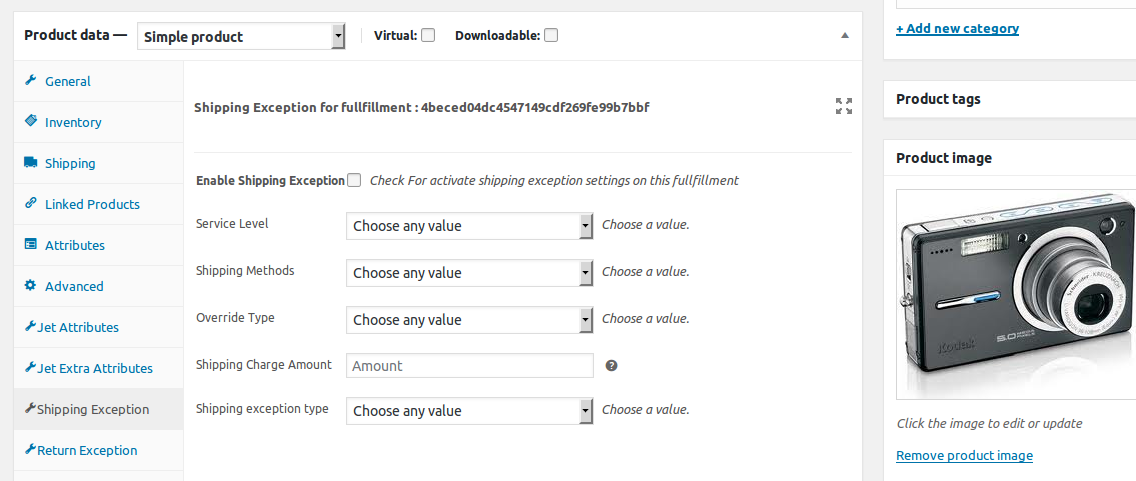 Product data — Simple product Virtual: Downloadable:
General
Inventory
Shipping
Linked Products
Attributes
Advanced
Jet Attributes
Jet Extra Attributes
Shipping Exception
Return Exception
Shipping Exception for fullfillment : 4beced04dc4547149cdf269fe99b7bbf
Enable Shipping Exception Check For activate shipping exception settings on this fullfillment
Service Level Choose any value Choose a value.
Shipping Methods Choose any value Choose a value.
Override Type Choose any value Choose a value.
Shipping Charge Amount Amount ?
Shipping exception type Choose any value Choose a value.
+ Add new category
Product tags
Product image
Kodak
5.0
Click the image to edit or update
Remove product image